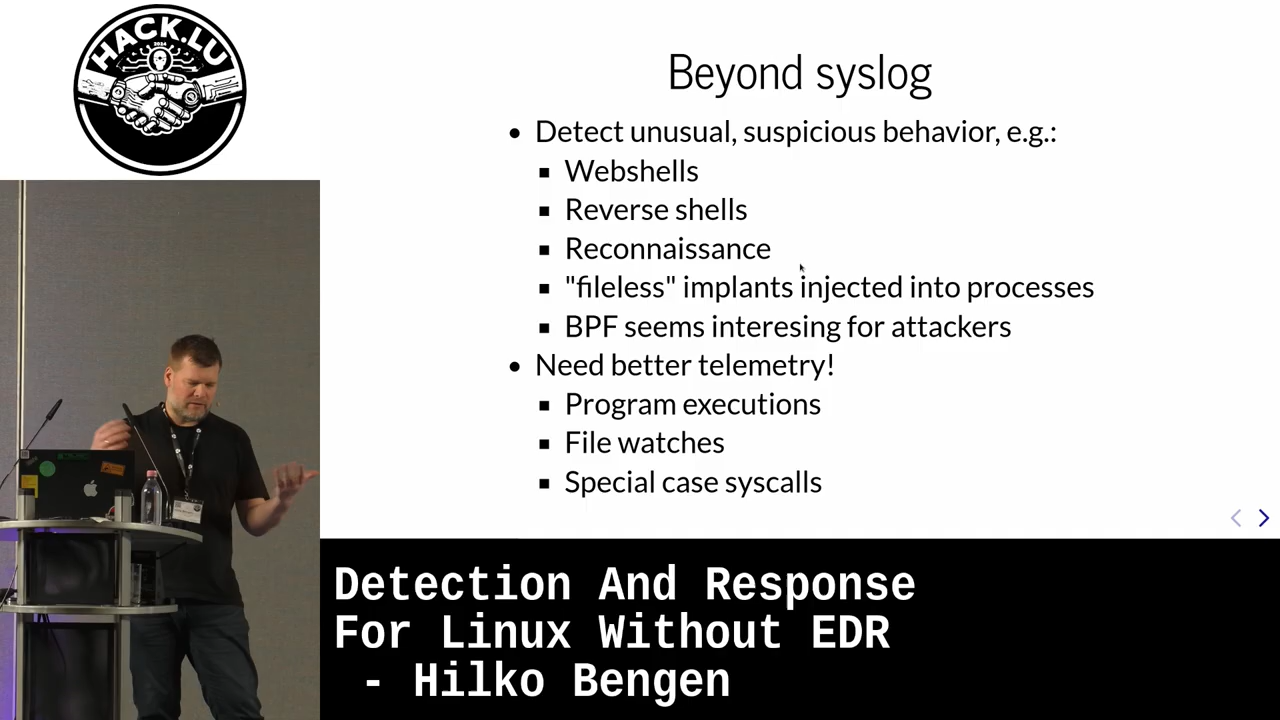 HACK.LU
2024
Beyond syslog
• Detect unusual, suspicious behavior, e.g.:
▪ Webshells
▪ Reverse shells
▪ Reconnaissance
▪ "fileless" implants injected into processes
▪ BPF seems interesing for attackers
• Need better telemetry!
▪ Program executions
▪ File watches
▪ Special case syscalls
Detection And Response
For Linux Without EDR
- Hilko Bengen